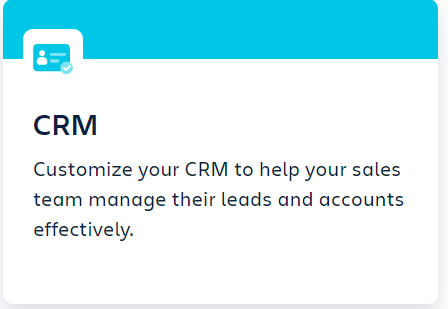 CRM
Customize your CRM to help your sales
team manage their leads and accounts
effectively.